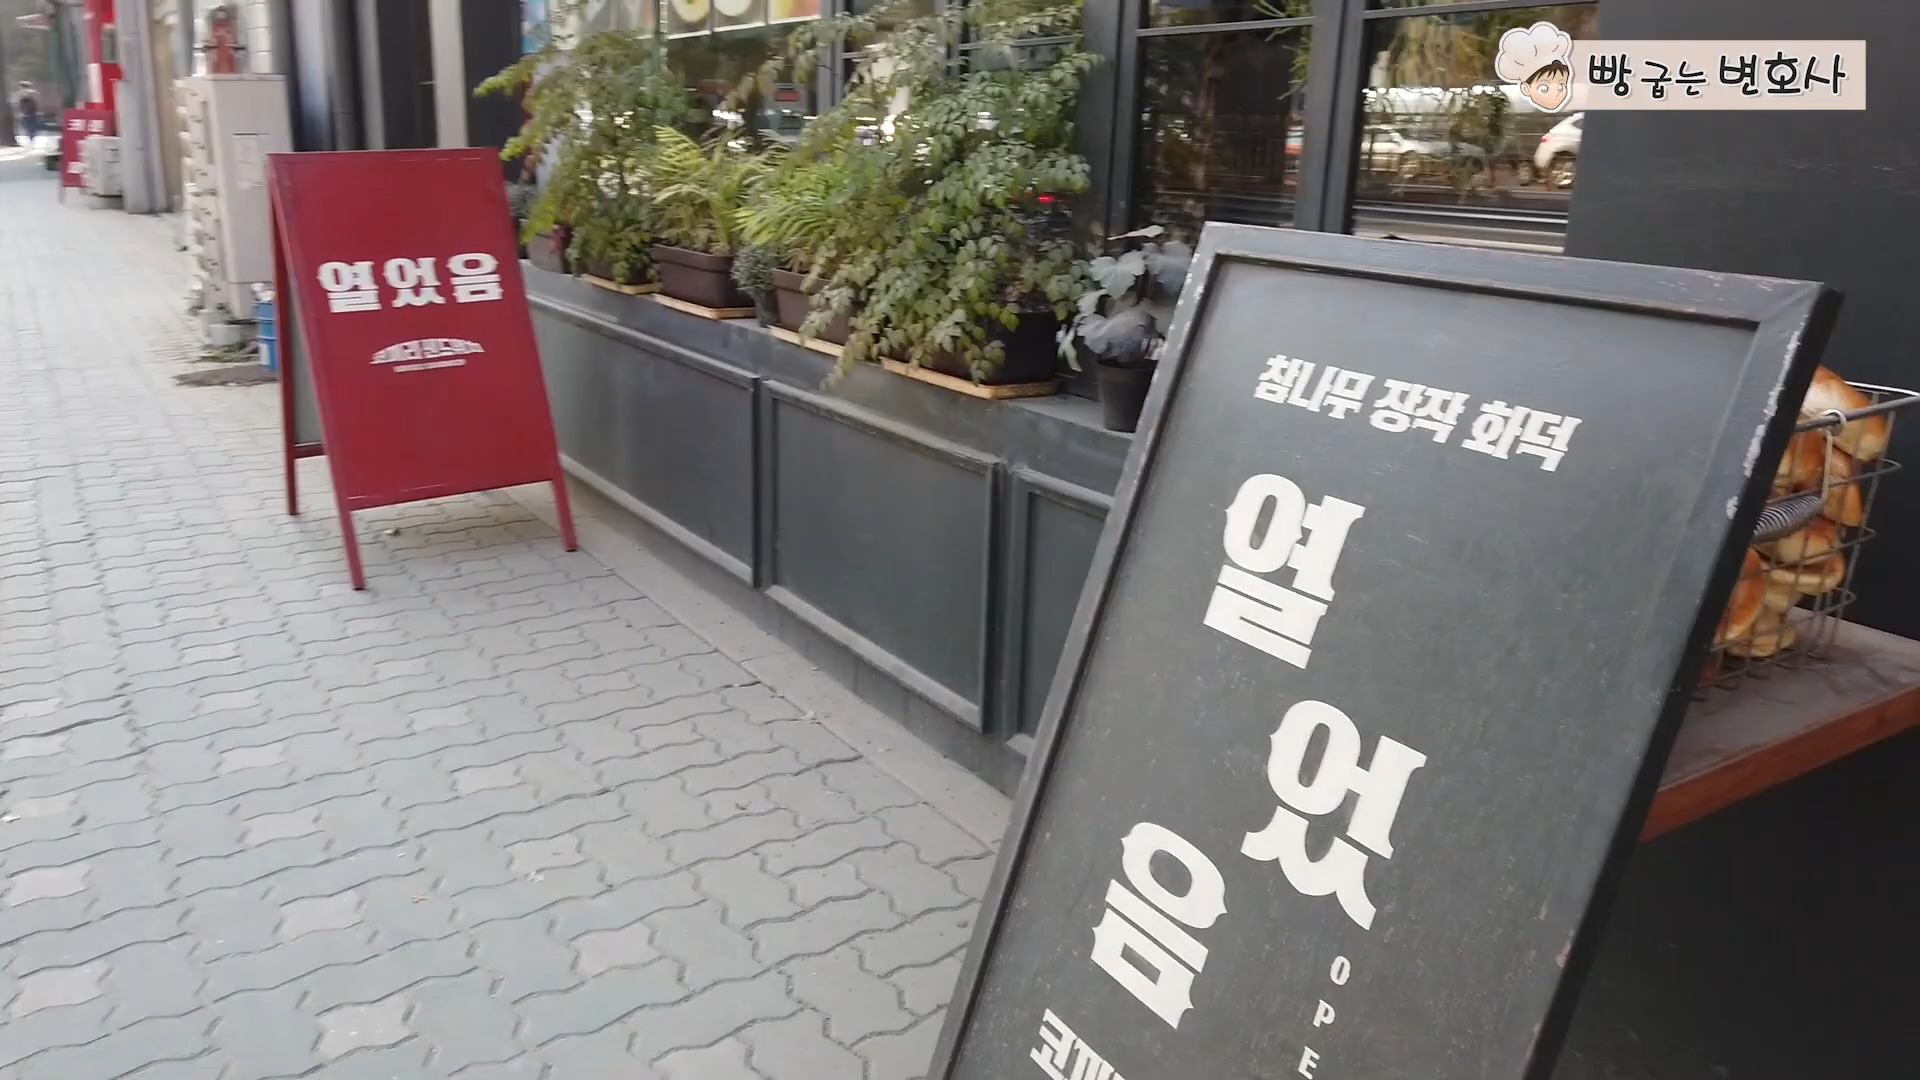 빵 굽는 변호사
열었음
참나무 장작 화덕
열
었
음
OPE